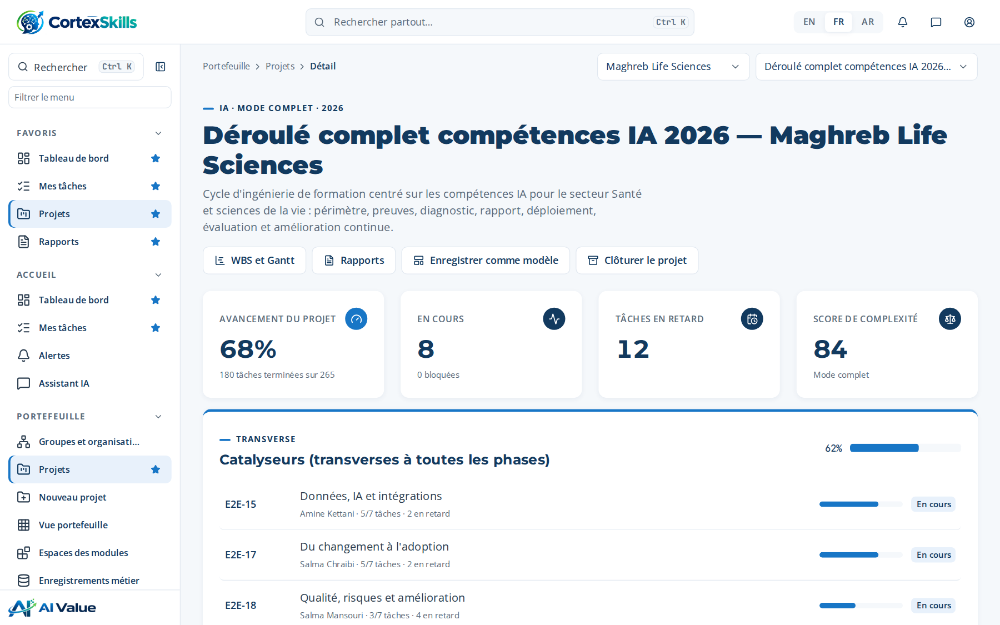 CortexSkills
Rechercher partout...
Ctrl K
EN
FR
AR
Rechercher
Ctrl K
Filtrer le menu
FAVORIS
Tableau de bord
Mes tâches
Projets
Rapports
ACCUEIL
Tableau de bord
Mes tâches
Alertes
Assistant IA
PORTEFEUILLE
Groupes et organisati...
Projets
Nouveau projet
Vue portefeuille
Espaces des modules
Enregistrements métier
AI Value
Portefeuille > Projets > Détail
Maghreb Life Sciences
Déroulé complet compétences IA 2026...
IA · MODE COMPLET · 2026
Déroulé complet compétences IA 2026 — Maghreb Life
Sciences
Cycle d'ingénierie de formation centré sur les compétences IA pour le secteur Santé
et sciences de la vie : périmètre, preuves, diagnostic, rapport, déploiement,
évaluation et amélioration continue.
WBS et Gantt
Rapports
Enregistrer comme modèle
Clôturer le projet
AVANCEMENT DU PROJET
68%
180 tâches terminées sur 265
EN COURS
8
0 bloquées
TÂCHES EN RETARD
12
SCORE DE COMPLEXITÉ
84
Mode complet
TRANSVERSE
Catalyseurs (transverses à toutes les phases)
62%
E2E-15
Données, IA et intégrations
Amine Kettani · 5/7 tâches · 2 en retard
En cours
E2E-17
Du changement à l'adoption
Salma Chraibi · 5/7 tâches · 2 en retard
En cours
E2E-18
Qualité, risques et amélioration
Salma Mansouri · 3/7 tâches · 4 en retard
En cours